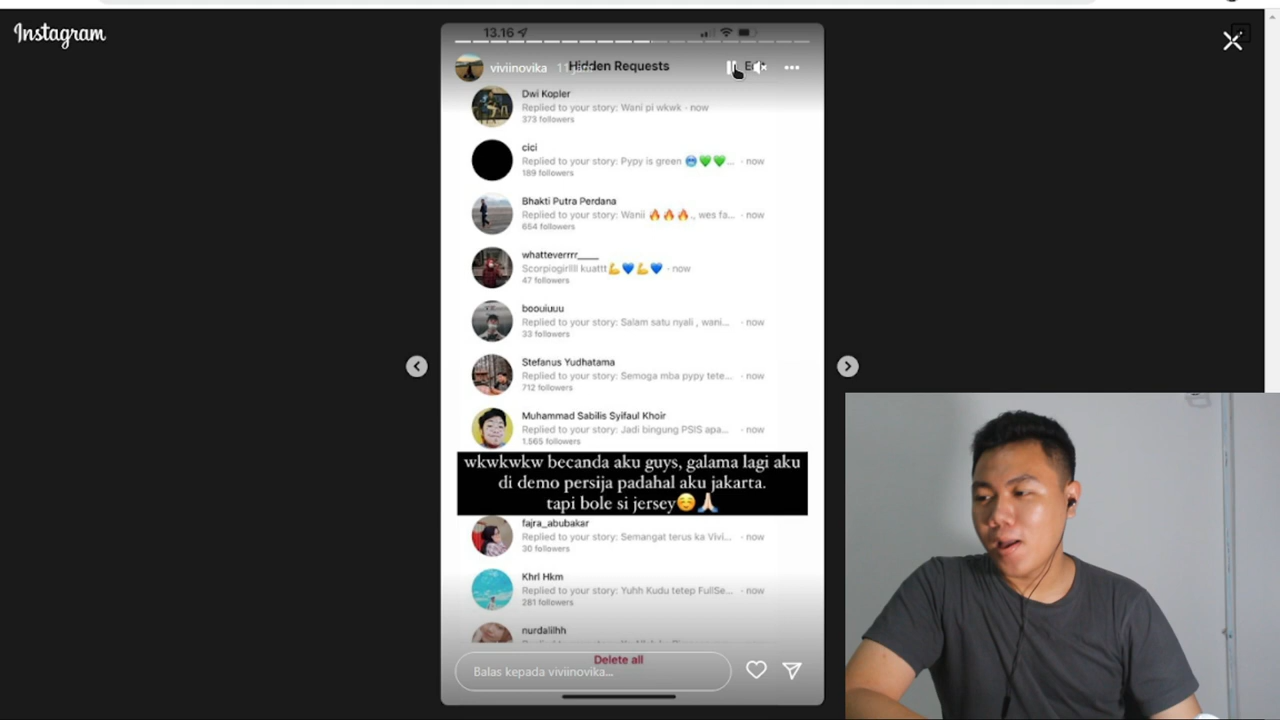 Instagram
13.16
viviinovika
Hidden Requests
Dwi Kopler
Replied to your story: Wani pi wkwk · now
373 followers
cici
Replied to your story: Pypy is green 🥶💚💚... · now
189 followers
Bhakti Putra Perdana
Replied to your story: Wanii 🔥🔥🔥., wes fa... · now
654 followers
whatteverrrr_____
Scorpiogirllll kuattt💪💙💪💙 · now
47 followers
boouiuuu
Replied to your story: Salam satu nyali , wani... · now
33 followers
Stefanus Yudhatama
Replied to your story: Semoga mba pypy tete... · now
712 followers
Muhammad Sabilis Syifaul Khoir
Replied to your story: Jadi bingung PSIS apa... · now
1.565 followers
wkwkwkw becanda aku guys, galama lagi aku
di demo persija padahal aku jakarta.
tapi bole si jersey☺️🙏🏻
fajra_abubakar
Replied to your story: Semangat terus ka Vivi... · now
30 followers
Khrl Hkm
Replied to your story: Yuhh Kudu tetep FullSe... · now
281 followers
nurdalilhh
Delete all
Balas kepada viviinovika...